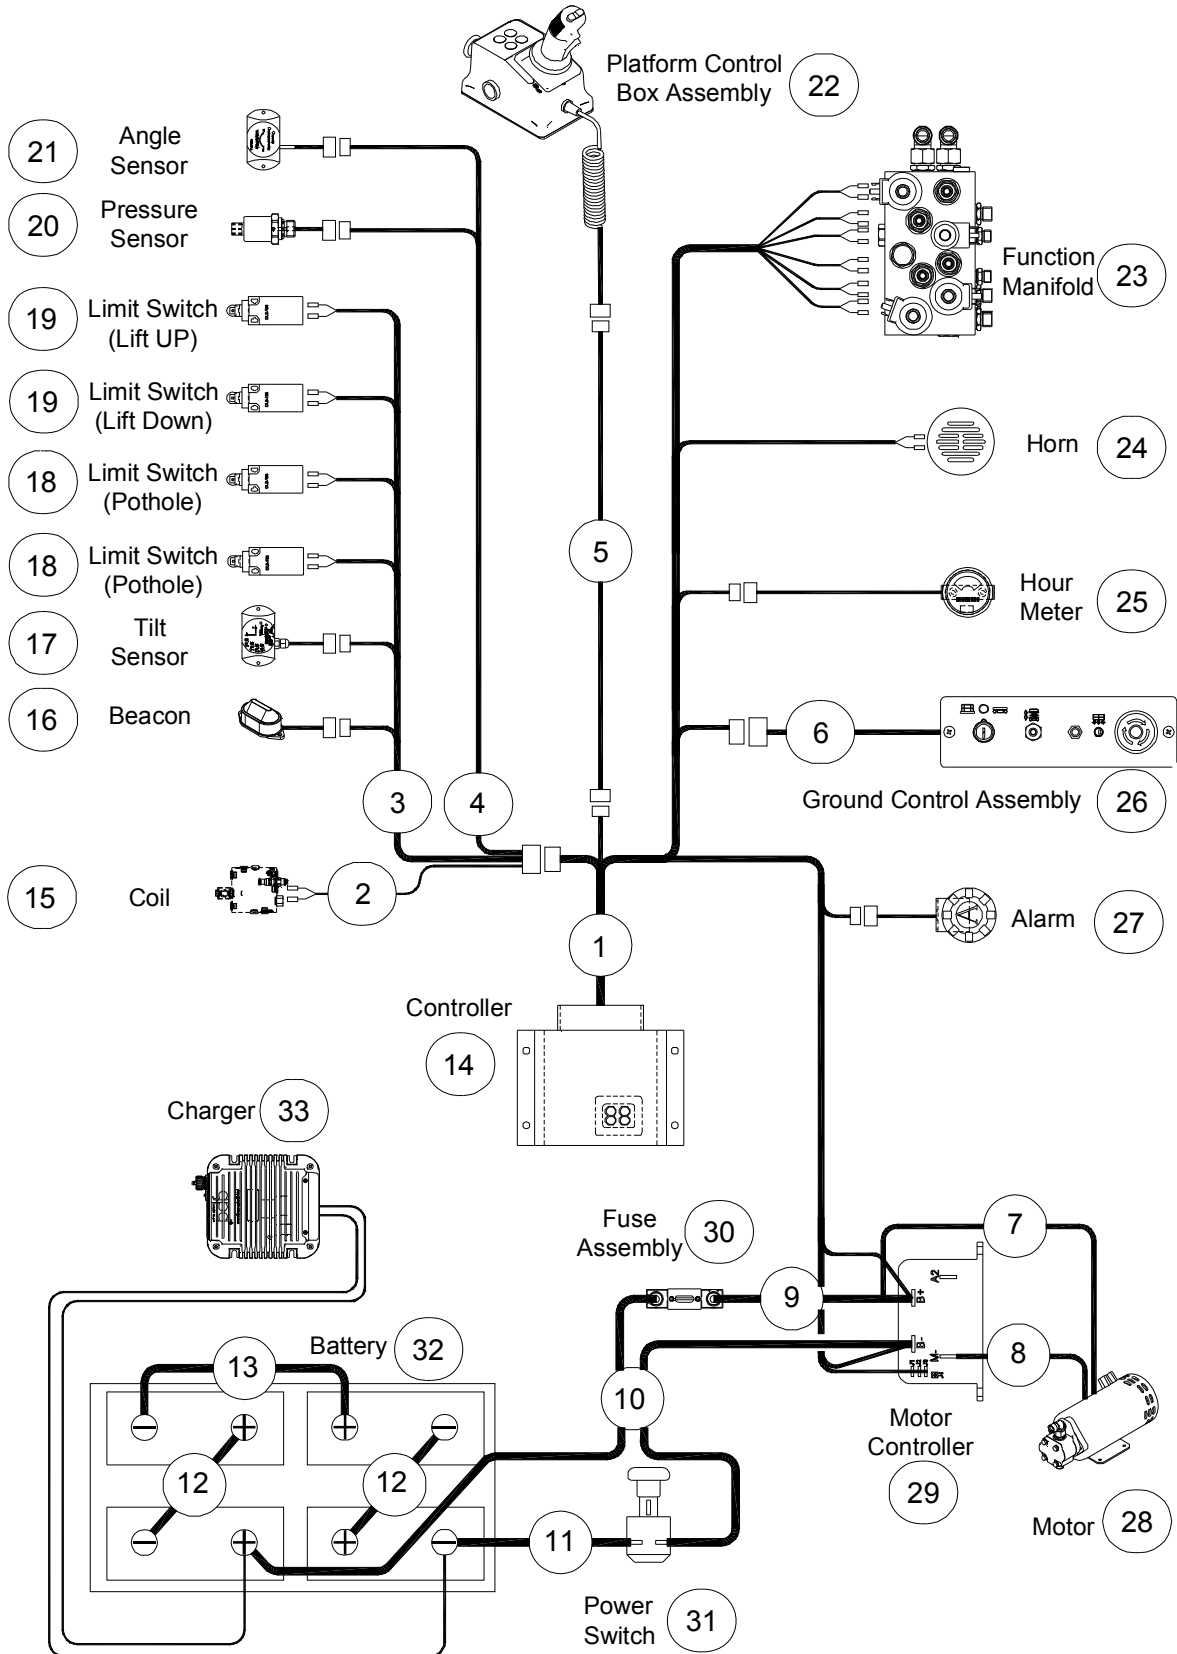 Platform Control
Box Assembly
22
21
Angle
Sensor
20
Pressure
Sensor
19
Limit Switch
(Lift UP)
19
Limit Switch
(Lift Down)
18
Limit Switch
(Pothole)
18
Limit Switch
(Pothole)
17
Tilt
Sensor
16
Beacon
Function
Manifold
23
Horn
24
5
Hour
Meter
25
6
3
4
Ground Control Assembly
26
15
Coil
2
1
Alarm
27
Controller
14
Charger
33
Fuse
Assembly
30
7
A2
B+
9
B-
M-
8
Battery
32
13
10
Motor
Controller
29
12
12
11
Motor
28
Power
Switch
31